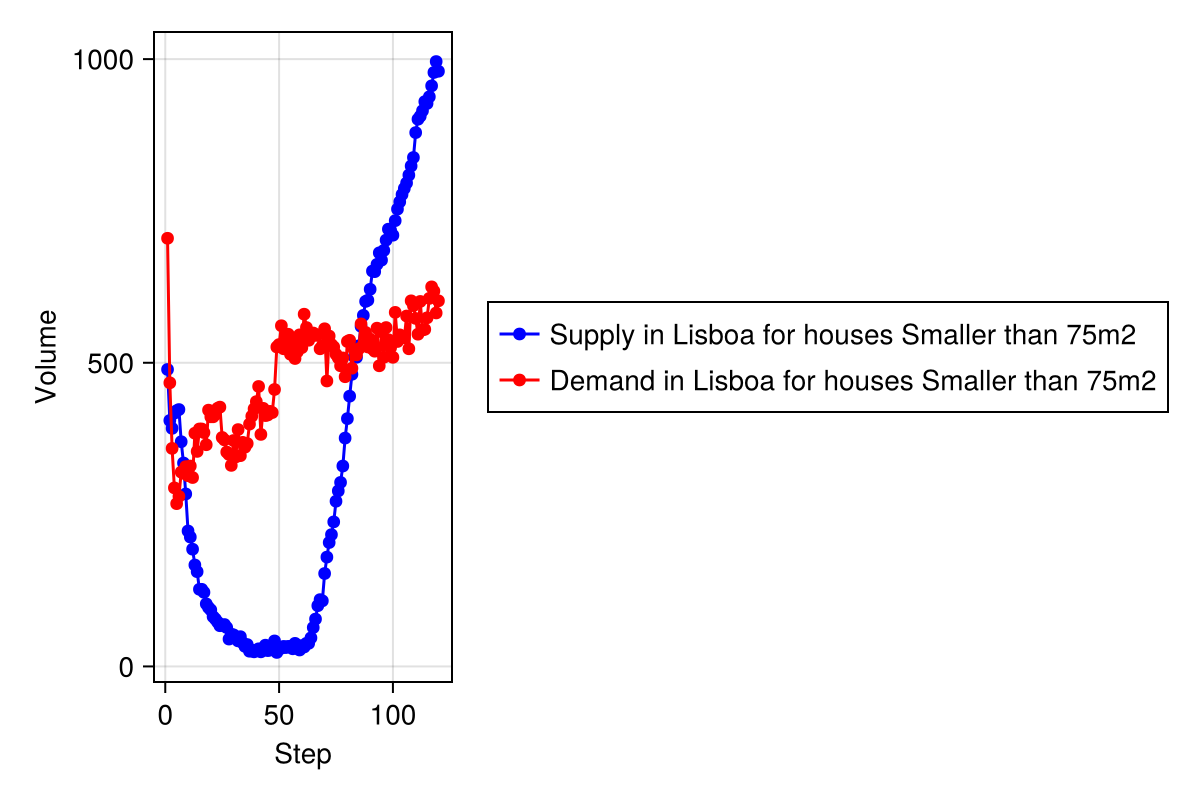 1000
500
0
Volume
0 50 100
Step
Supply in Lisboa for houses Smaller than 75m2
Demand in Lisboa for houses Smaller than 75m2